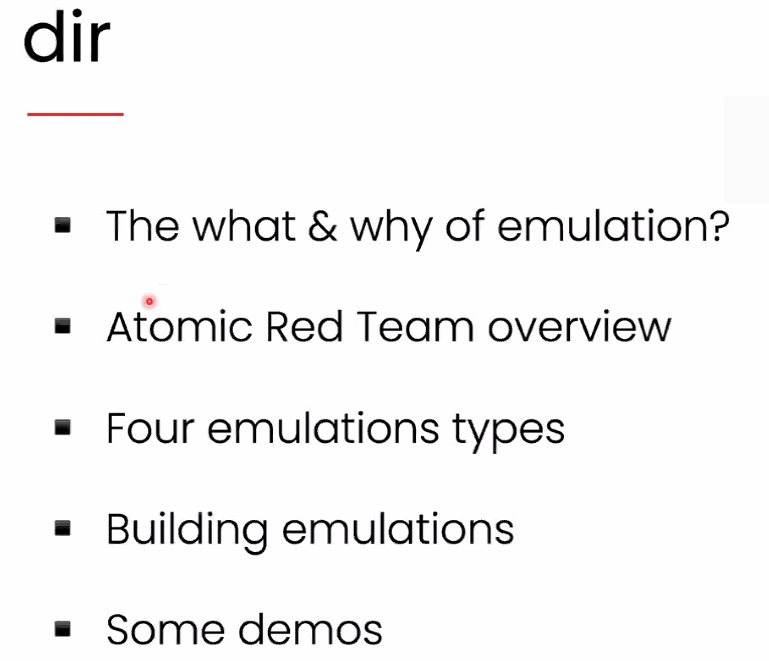 dir
The what & why of emulation?
Atomic Red Team overview
Four emulations types
Building emulations
Some demos